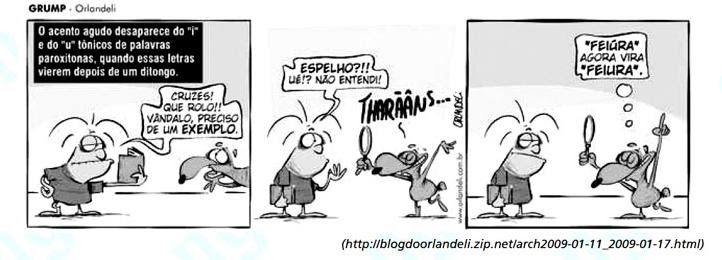 GRUMP - Orlandeli
O acento agudo desaparece do "i"
e do "u" tônicos de palavras
paroxítonas, quando essas letras
vierem depois de um ditongo.
CRUZES!
QUE ROLO!!
VÂNDALO, PRECISO
DE UM EXEMPLO.
ESPELHO?!!
UÉ!? NÃO ENTENDI!
THARÃÃNS...
ORLANDELI
www.orlandeli.com.br
"FEIÚRA"
AGORA VIRA
"FEIURA".
(http://blogdoorlandeli.zip.net/arch2009-01-11_2009-01-17.html)